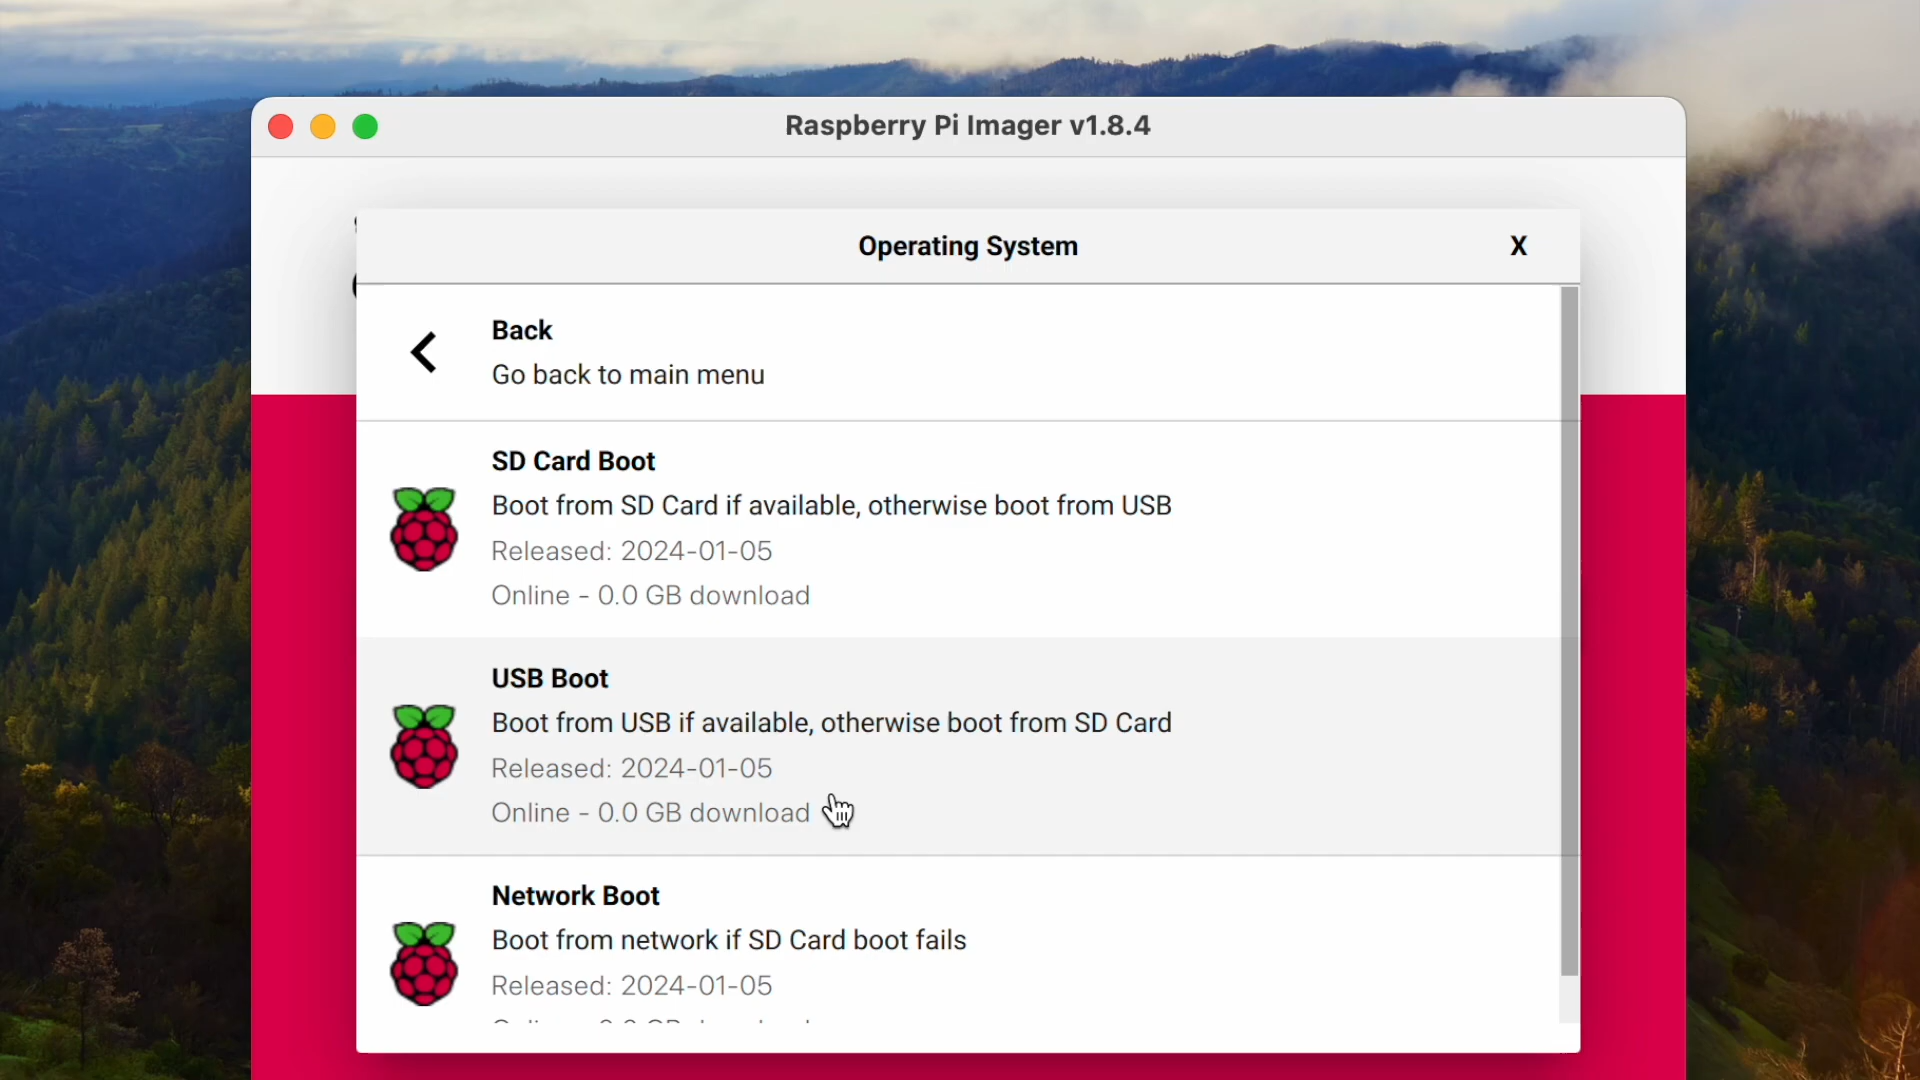 Raspberry Pi Imager v1.8.4
Operating System
X
Back
Go back to main menu
SD Card Boot
Boot from SD Card if available, otherwise boot from USB
Released: 2024-01-05
Online - 0.0 GB download
USB Boot
Boot from USB if available, otherwise boot from SD Card
Released: 2024-01-05
Online - 0.0 GB download
Network Boot
Boot from network if SD Card boot fails
Released: 2024-01-05